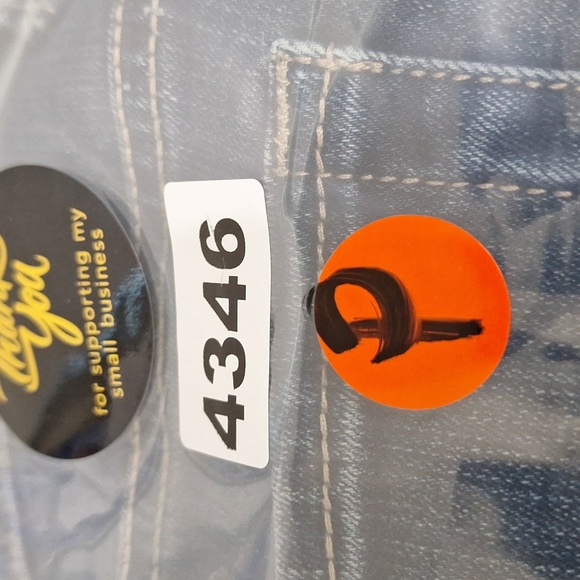 Thank
You
for supporting my
small business
4346